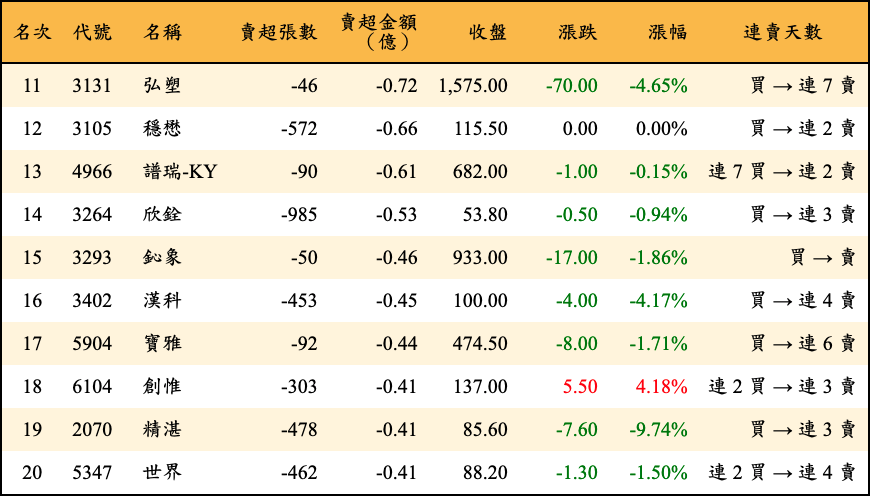 名次 代號 名稱 賣超張數 賣超金額（億） 收盤 漲跌 漲幅 連賣天數
11 3131 弘塑 -46 -0.72 1,575.00 -70.00 -4.65% 買 → 連 7 賣
12 3105 穩懋 -572 -0.66 115.50 0.00 0.00% 買 → 連 2 賣
13 4966 譜瑞-KY -90 -0.61 682.00 -1.00 -0.15% 連 7 買 → 連 2 賣
14 3264 欣銓 -985 -0.53 53.80 -0.50 -0.94% 買 → 連 3 賣
15 3293 鈊象 -50 -0.46 933.00 -17.00 -1.86% 買 → 賣
16 3402 漢科 -453 -0.45 100.00 -4.00 -4.17% 買 → 連 4 賣
17 5904 寶雅 -92 -0.44 474.50 -8.00 -1.71% 買 → 連 6 賣
18 6104 創惟 -303 -0.41 137.00 5.50 4.18% 連 2 買 → 連 3 賣
19 2070 精湛 -478 -0.41 85.60 -7.60 -9.74% 買 → 連 3 賣
20 5347 世界 -462 -0.41 88.20 -1.30 -1.50% 連 2 買 → 連 4 賣